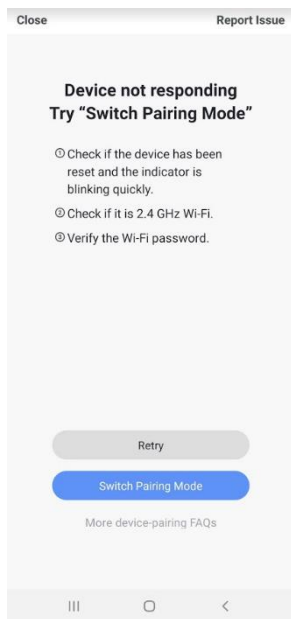 Close Report Issue
Device not responding
Try “Switch Pairing Mode”
① Check if the device has been
reset and the indicator is
blinking quickly.
② Check if it is 2.4 GHz Wi-Fi.
③ Verify the Wi-Fi password.
Retry
Switch Pairing Mode
More device-pairing FAQs